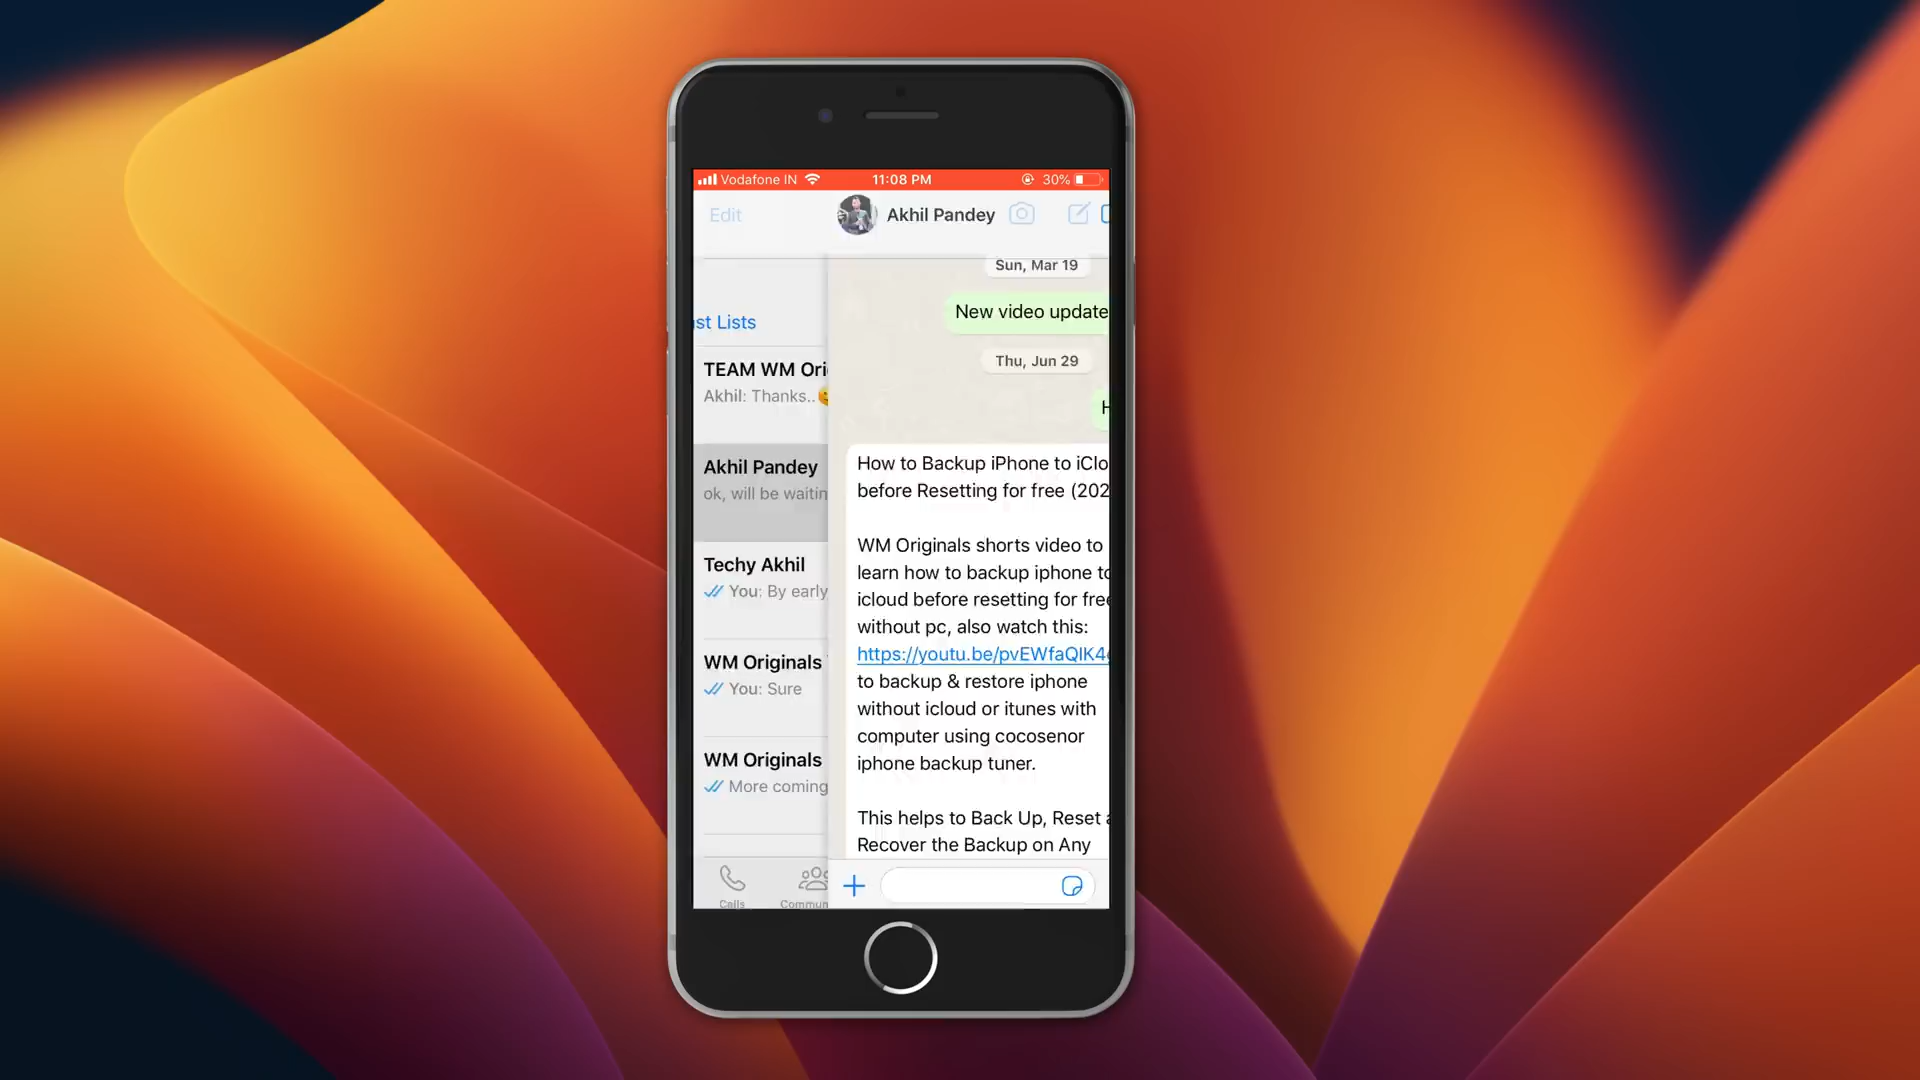 Vodafone IN
11:08 PM
30%
Edit
Akhil Pandey
st Lists
TEAM WM Ori
Akhil: Thanks..
Akhil Pandey
ok, will be waitin
Techy Akhil
You: By early
WM Originals
You: Sure
WM Originals
More coming
Calls
Commun
Sun, Mar 19
New video update
Thu, Jun 29
H
How to Backup iPhone to iClo
before Resetting for free (202
WM Originals shorts video to
learn how to backup iphone to
icloud before resetting for free
without pc, also watch this:
https://youtu.be/pvEWfaQIK4
to backup & restore iphone
without icloud or itunes with
computer using cocosenor
iphone backup tuner.
This helps to Back Up, Reset a
Recover the Backup on Any